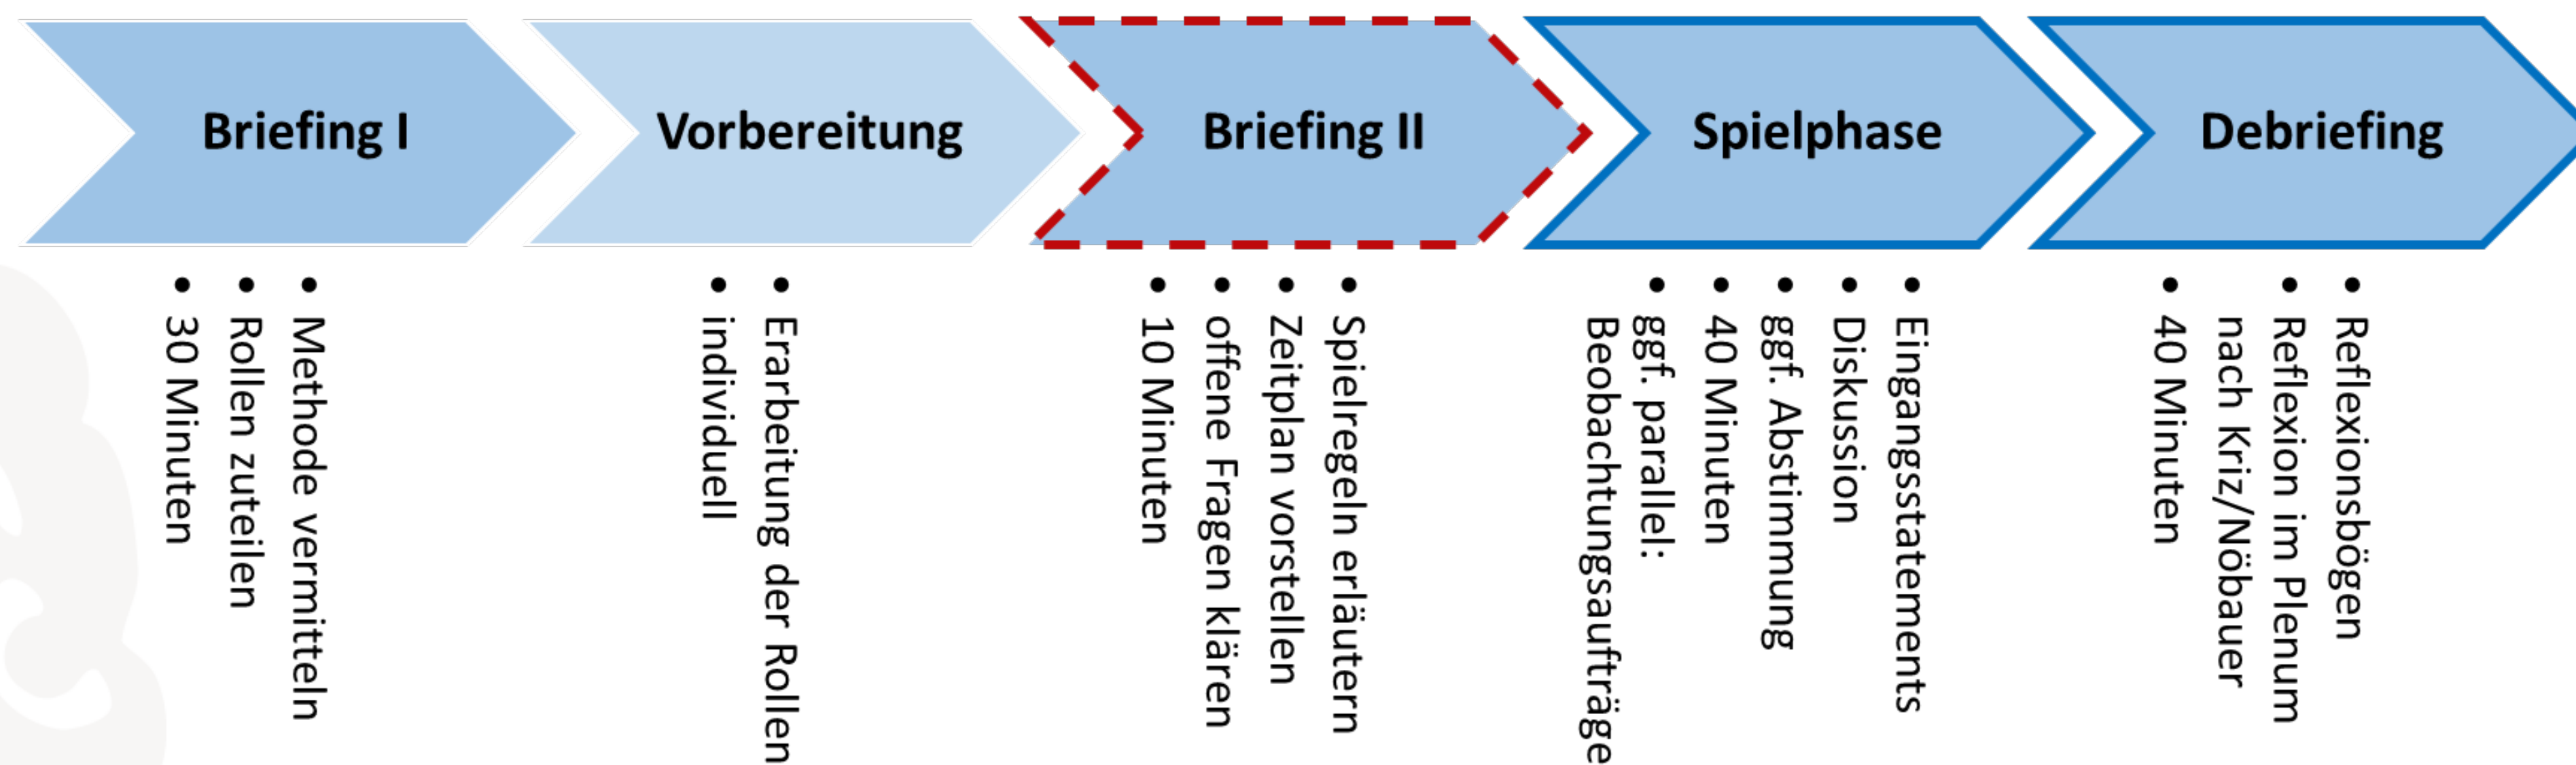 Briefing I
• Methode vermitteln
• Rollen zuteilen
• 30 Minuten
Vorbereitung
• Erarbeitung der Rollen
• individuell
Briefing II
• Spielregeln erläutern
• Zeitplan vorstellen
• offene Fragen klären
• 10 Minuten
Spielphase
• Eingangsstatements
• Diskussion
• ggf. Abstimmung
• 40 Minuten
• ggf. parallel:
Beobachtungsaufträge
Debriefing
• Reflexionsbögen
• Reflexion im Plenum
nach Kriz/Nöbauer
• 40 Minuten